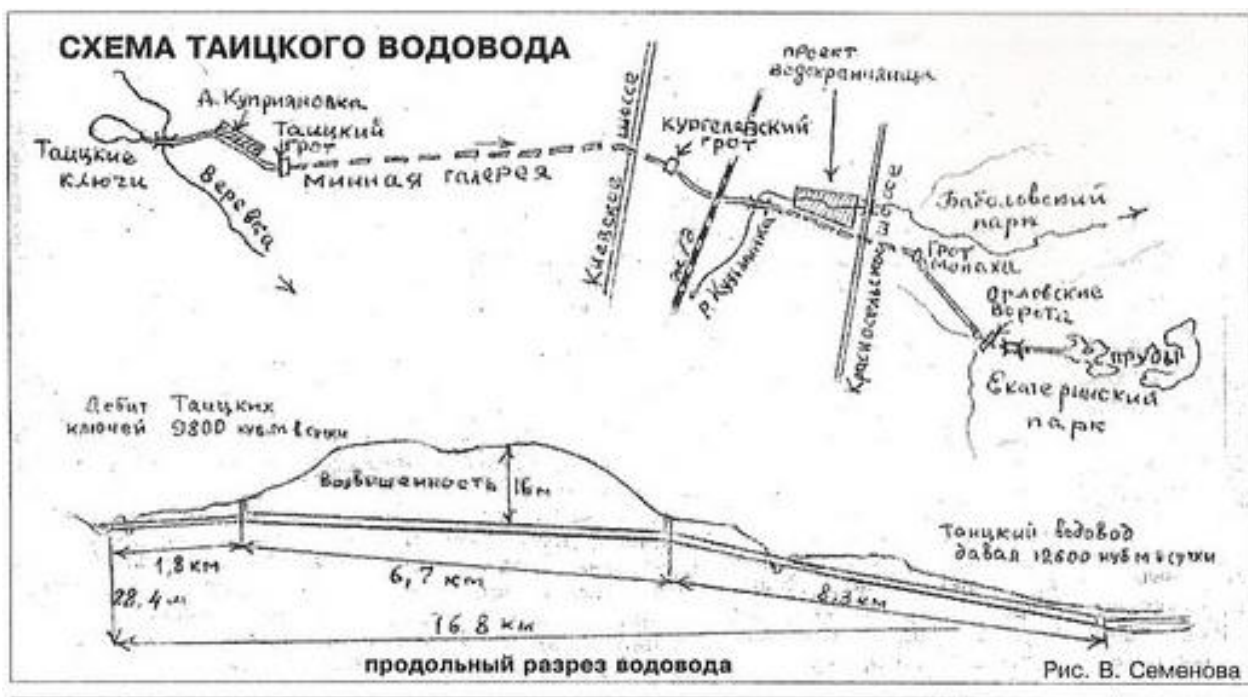 СХЕМА ТАИЦКОГО ВОДОВОДА
проект
водохранилища
д. Куприяновка
Таицкий
грот
Таицкие
ключи
Веревка
минная галерея
Киевское шоссе
Кургелевский
грот
ж/д
р. Кузьминка
Красносельское шоссе
Баболовский
парк
Грот
монаха
Орловские
ворота
пруды
Екатеринский
парк
Дебит Таицких
ключей 9800 куб.м в сутки
Возвышенность 16 м
Таицкий водовод
давал 12600 куб м в сутки
1,8 км
6,7 км
8,3 км
28,4 м
16.8 км
продольный разрез водовода
Рис. В. Семенова